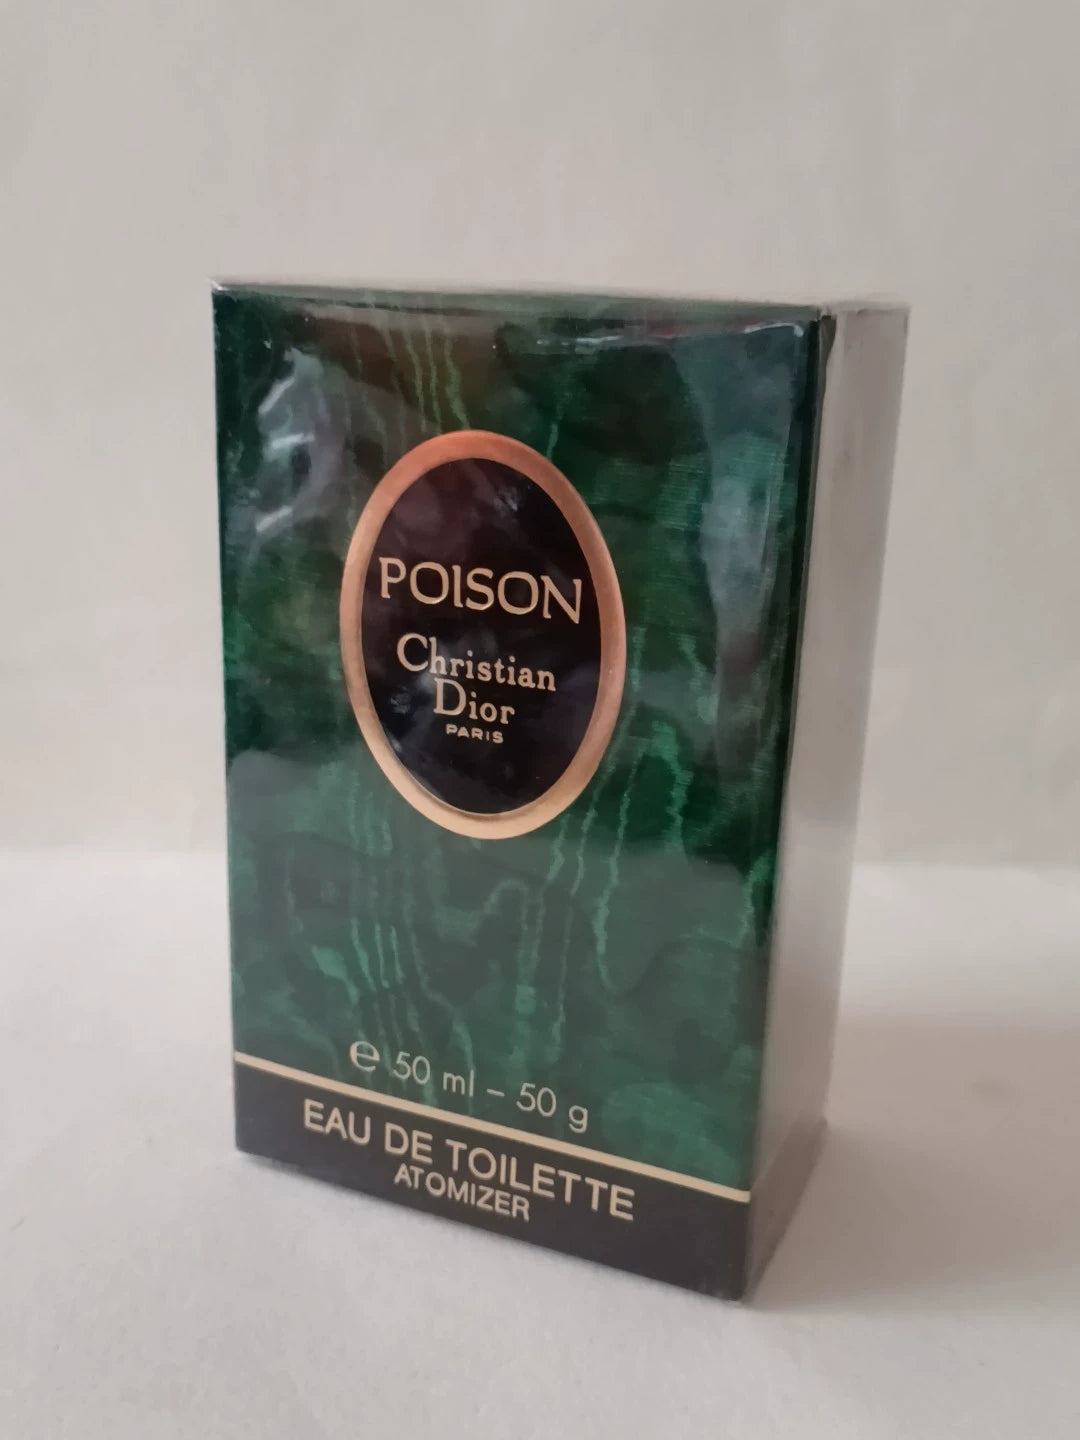 POISON
Christian
Dior
PARIS
e 50 ml – 50 g
EAU DE TOILETTE
ATOMIZER